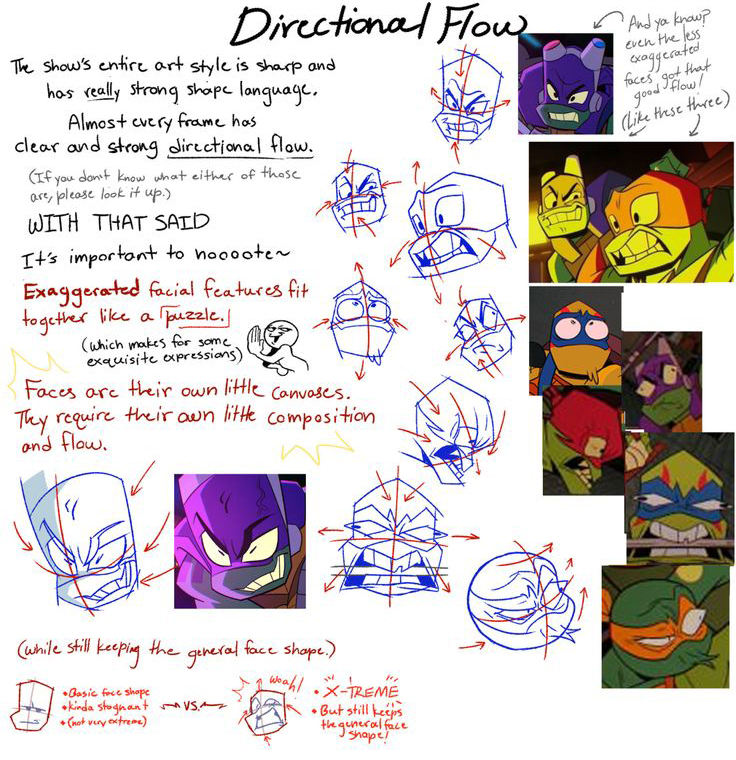 Directional Flow
The show's entire art style is sharp and
has really strong shape language.
Almost every frame has
clear and strong directional flow.
(If you don't know what either of those
are, please look it up.)
WITH THAT SAID
It's important to noooote~
Exaggerated facial features fit
together like a puzzle.
(which makes for some
exquisite expressions)
Faces are their own little canvases.
They require their own little composition
and flow.
And ya know?
even the less
exaggerated
faces got that
good flow!
(Like these three)
(while still keeping the general face shape.)
• Basic face shape
• kinda stagnant
• (not very extreme)
VS.
Woah!
• X-TREME
• But still keeps
the general face
shape!